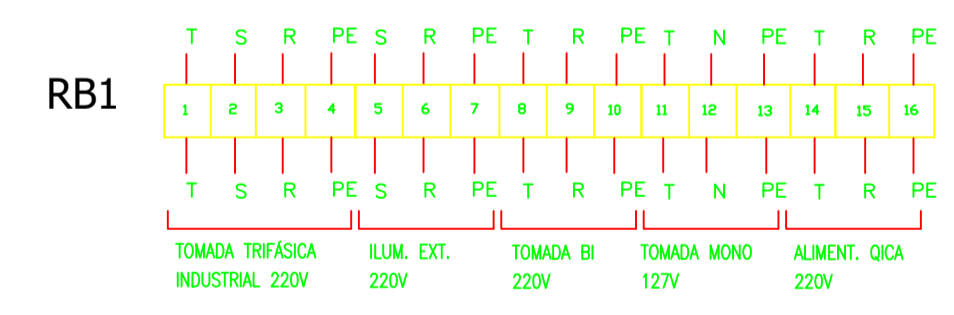 T S R PE S R PE T R PE T N PE T R PE
RB1
1 2 3 4 5 6 7 8 9 10 11 12 13 14 15 16
T S R PE S R PE T R PE T N PE T R PE
TOMADA TRIFÁSICA
INDUSTRIAL 220V
ILUM. EXT.
220V
TOMADA BI
220V
TOMADA MONO
127V
ALIMENT. QICA
220V